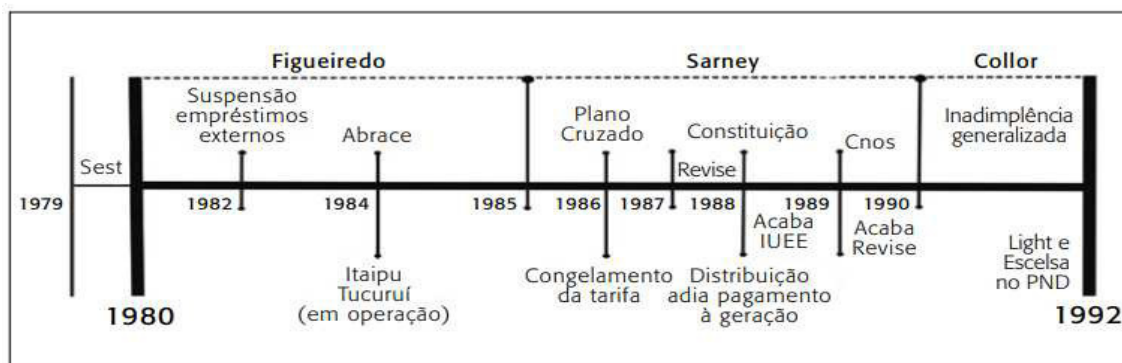 Figueiredo
Sarney
Collor
Suspensão
empréstimos
externos
Abrace
Plano
Cruzado
Constituição
Cnos
Inadimplência
generalizada
Sest
Revise
1979
1982
1984
1985
1986
1987
1988
1989
1990
Acaba
IUEE
Acaba
Revise
Itaipu
Tucuruí
(em operação)
Congelamento
da tarifa
Distribuição
adia pagamento
à geração
Light e
Escelsa
no PND
1980
1992